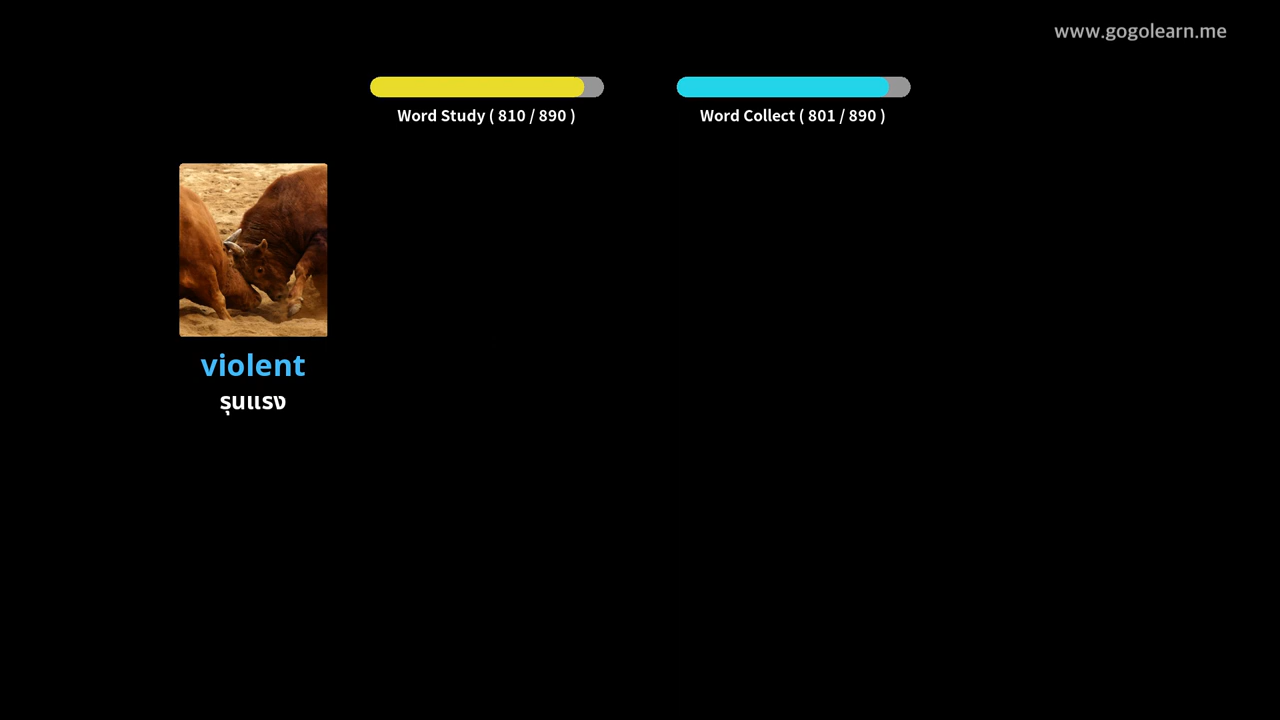 www.gogolearn.me
Word Study ( 810 / 890 )
Word Collect ( 801 / 890 )
violent
รุนแรง